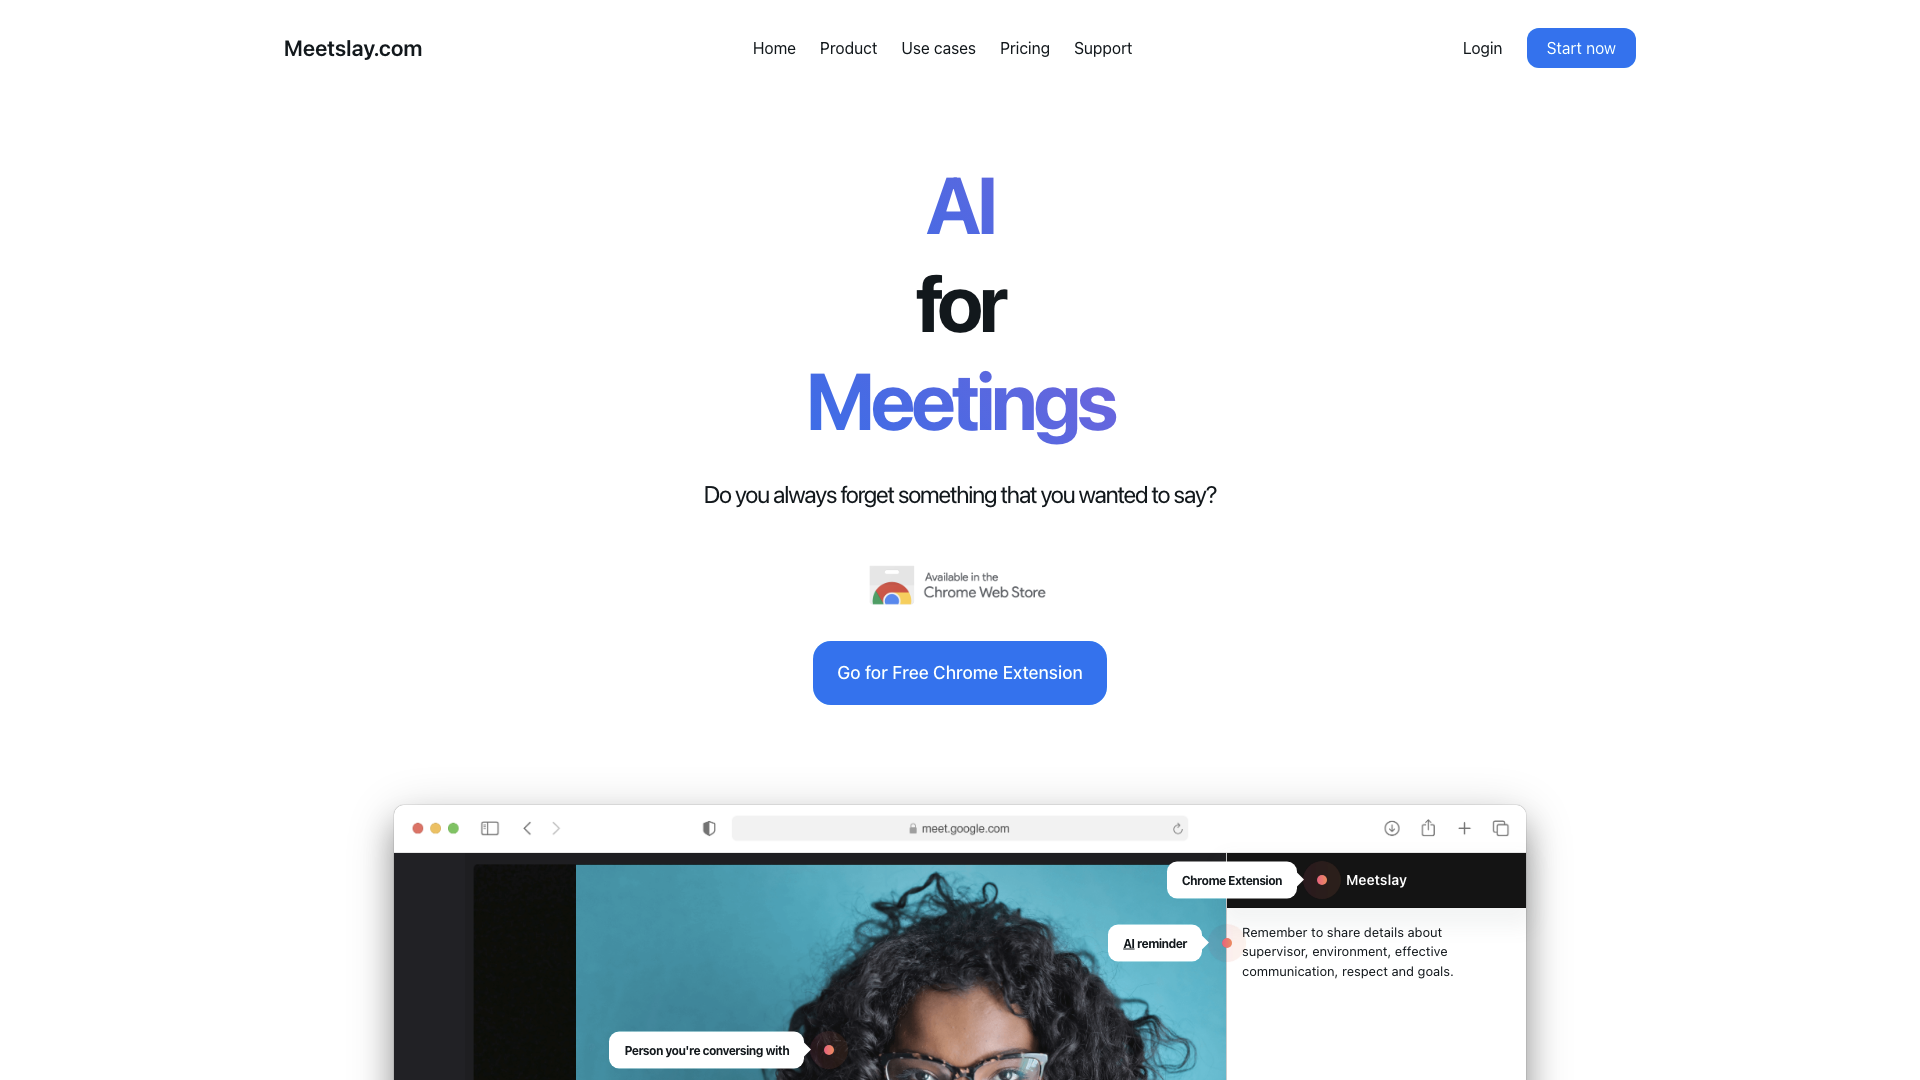 Meetslay.com
Home Product Use cases Pricing Support
Login Start now
AI
for
Meetings
Do you always forget something that you wanted to say?
Available in the
Chrome Web Store
Go for Free Chrome Extension
meet.google.com
Chrome Extension
Meetslay
AI reminder
Remember to share details about
supervisor, environment, effective
communication, respect and goals.
Person you're conversing with